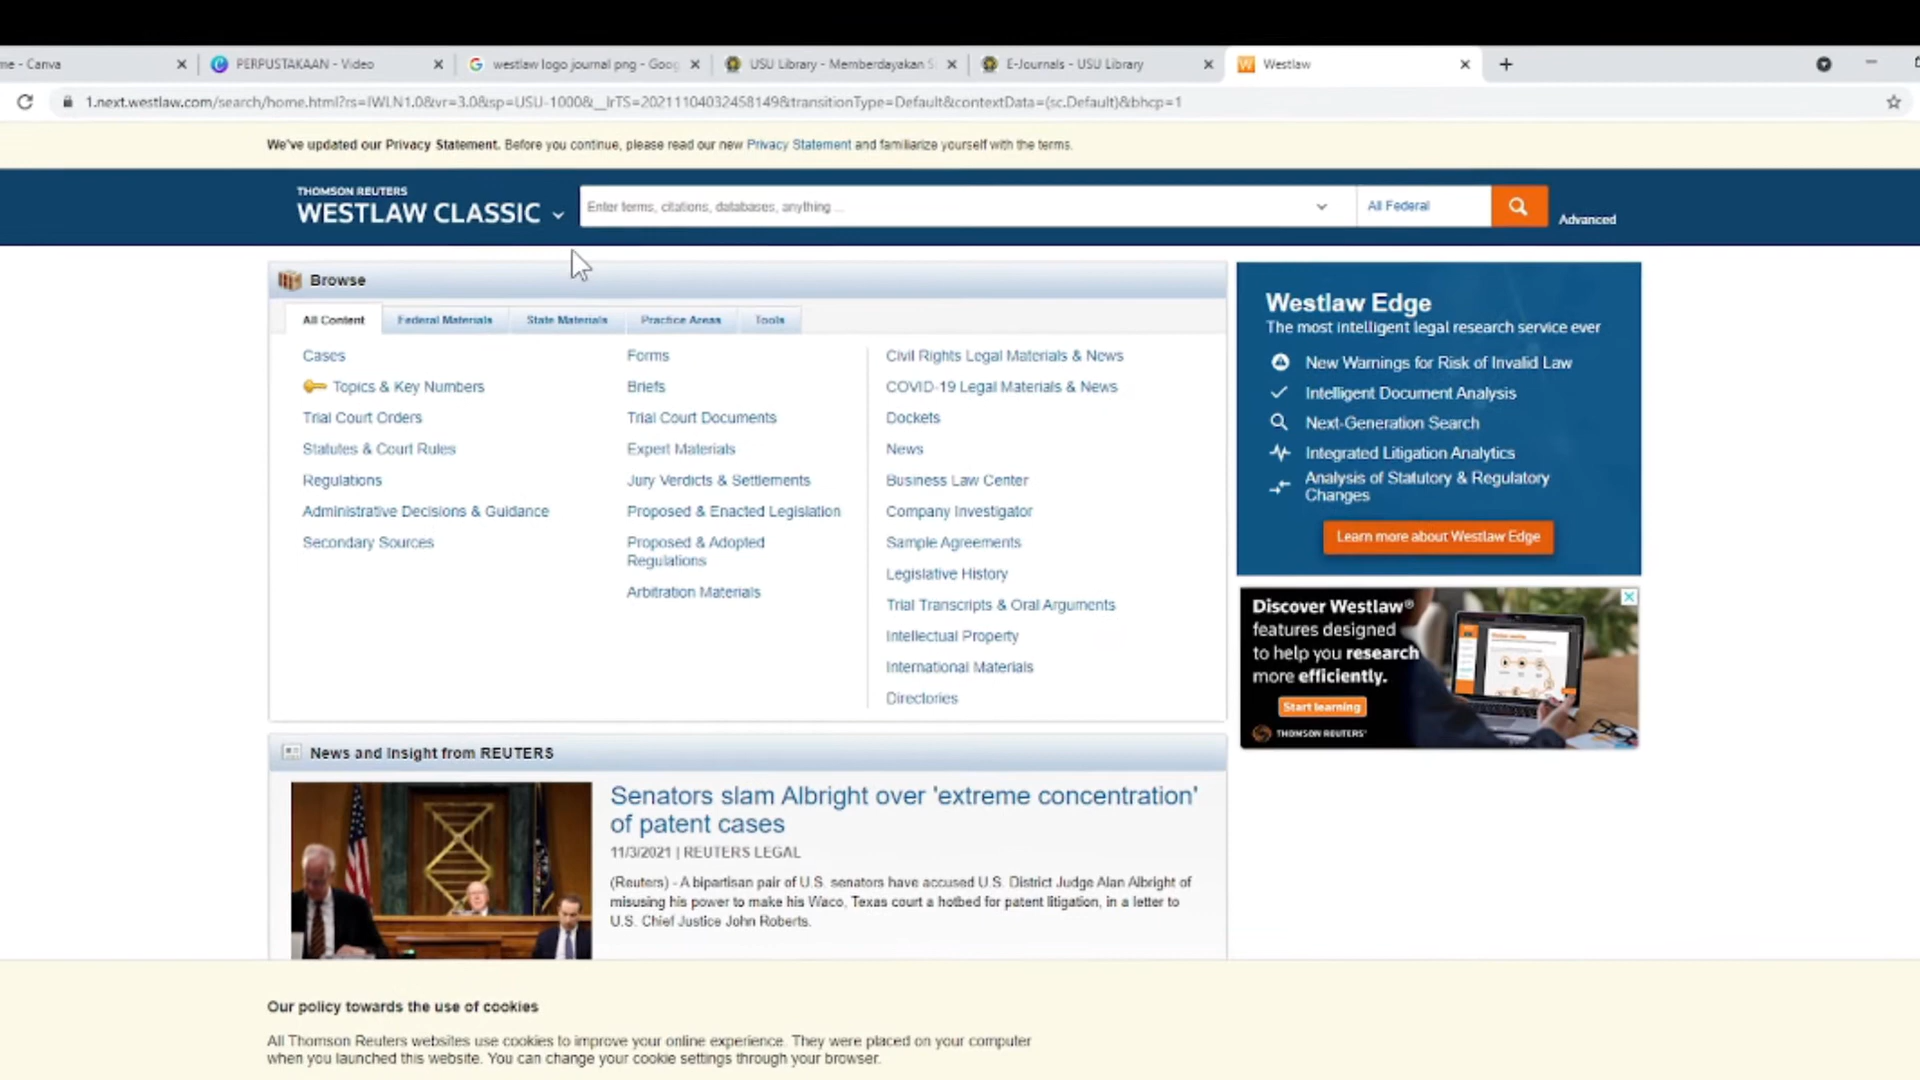 me - Canva
PERPUSTAKAAN - Video
westlaw logo journal png - Goog
USU Library - Memberdayakan S
E-Journals - USU Library
Westlaw
1.next.westlaw.com/search/home.html?rs=IWLN1.0&vr=3.0&sp=USU-1000&__lrTS=20211104032458149&transitionType=Default&contextData=(sc.Default)&bhcp=1
We've updated our Privacy Statement. Before you continue, please read our new Privacy Statement and familiarize yourself with the terms.
THOMSON REUTERS
WESTLAW CLASSIC
Enter terms, citations, databases, anything ...
All Federal
Advanced
Browse
All Content
Federal Materials
State Materials
Practice Areas
Tools
Cases
Topics & Key Numbers
Trial Court Orders
Statutes & Court Rules
Regulations
Administrative Decisions & Guidance
Secondary Sources
Forms
Briefs
Trial Court Documents
Expert Materials
Jury Verdicts & Settlements
Proposed & Enacted Legislation
Proposed & Adopted
Regulations
Arbitration Materials
Civil Rights Legal Materials & News
COVID-19 Legal Materials & News
Dockets
News
Business Law Center
Company Investigator
Sample Agreements
Legislative History
Trial Transcripts & Oral Arguments
Intellectual Property
International Materials
Directories
Westlaw Edge
The most intelligent legal research service ever
New Warnings for Risk of Invalid Law
Intelligent Document Analysis
Next-Generation Search
Integrated Litigation Analytics
Analysis of Statutory & Regulatory
Changes
Learn more about Westlaw Edge
Discover Westlaw®
features designed
to help you research
more efficiently.
Start learning
THOMSON REUTERS®
News and Insight from REUTERS
Senators slam Albright over 'extreme concentration'
of patent cases
11/3/2021 | REUTERS LEGAL
(Reuters) - A bipartisan pair of U.S. senators have accused U.S. District Judge Alan Albright of
misusing his power to make his Waco, Texas court a hotbed for patent litigation, in a letter to
U.S. Chief Justice John Roberts.
Our policy towards the use of cookies
All Thomson Reuters websites use cookies to improve your online experience. They were placed on your computer
when you launched this website. You can change your cookie settings through your browser.